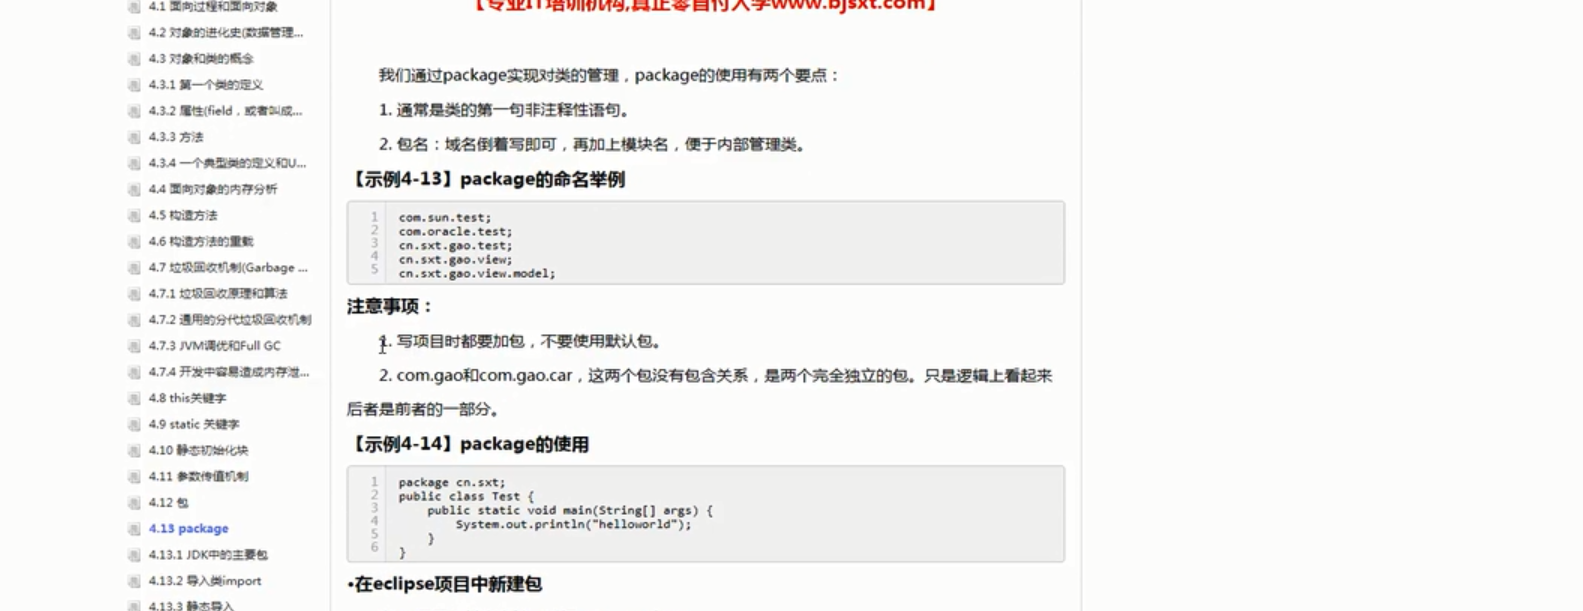 4.1 面向过程和面向对象
4.2 对象的进化史(数据管理...
4.3 对象和类的概念
4.3.1 第一个类的定义
4.3.2 属性(field，或者叫成...
4.3.3 方法
4.3.4 一个典型类的定义和U...
4.4 面向对象的内存分析
4.5 构造方法
4.6 构造方法的重载
4.7 垃圾回收机制(Garbage ...
4.7.1 垃圾回收原理和算法
4.7.2 通用的分代垃圾回收机制
4.7.3 JVM调优和Full GC
4.7.4 开发中容易造成内存泄...
4.8 this关键字
4.9 static 关键字
4.10 静态初始化块
4.11 参数传值机制
4.12 包
4.13 package
4.13.1 JDK中的主要包
4.13.2 导入类import
4.13.3 静态导入
【专业IT培训机构,真正零首付入学www.bjsxt.com】
我们通过package实现对类的管理，package的使用有两个要点：
1. 通常是类的第一句非注释性语句。
2. 包名：域名倒着写即可，再加上模块名，便于内部管理类。
【示例4-13】package的命名举例
1 com.sun.test;
2 com.oracle.test;
3 cn.sxt.gao.test;
4 cn.sxt.gao.view;
5 cn.sxt.gao.view.model;
注意事项：
1. 写项目时都要加包，不要使用默认包。
2. com.gao和com.gao.car，这两个包没有包含关系，是两个完全独立的包。只是逻辑上看起来
后者是前者的一部分。
【示例4-14】package的使用
1 package cn.sxt;
2 public class Test {
3 public static void main(String[] args) {
4 System.out.println("helloworld");
5 }
6 }
•在eclipse项目中新建包